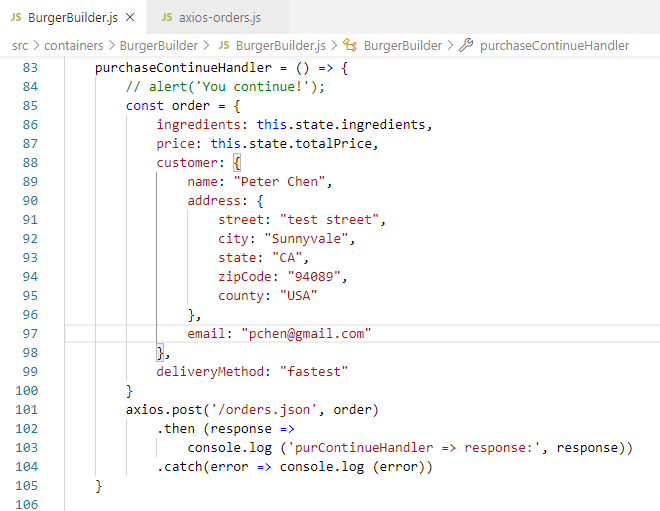 JS BurgerBuilder.js × JS axios-orders.js
src > containers > BurgerBuilder > JS BurgerBuilder.js > BurgerBuilder > purchaseContinueHandler
83 purchaseContinueHandler = () => {
84 // alert('You continue!');
85 const order = {
86 ingredients: this.state.ingredients,
87 price: this.state.totalPrice,
88 customer: {
89 name: "Peter Chen",
90 address: {
91 street: "test street",
92 city: "Sunnyvale",
93 state: "CA",
94 zipCode: "94089",
95 county: "USA"
96 },
97 email: "pchen@gmail.com"
98 },
99 deliveryMethod: "fastest"
100 }
101 axios.post('/orders.json', order)
102 .then (response =>
103 console.log ('purContinueHandler => response:', response))
104 .catch(error => console.log (error))
105 }
106